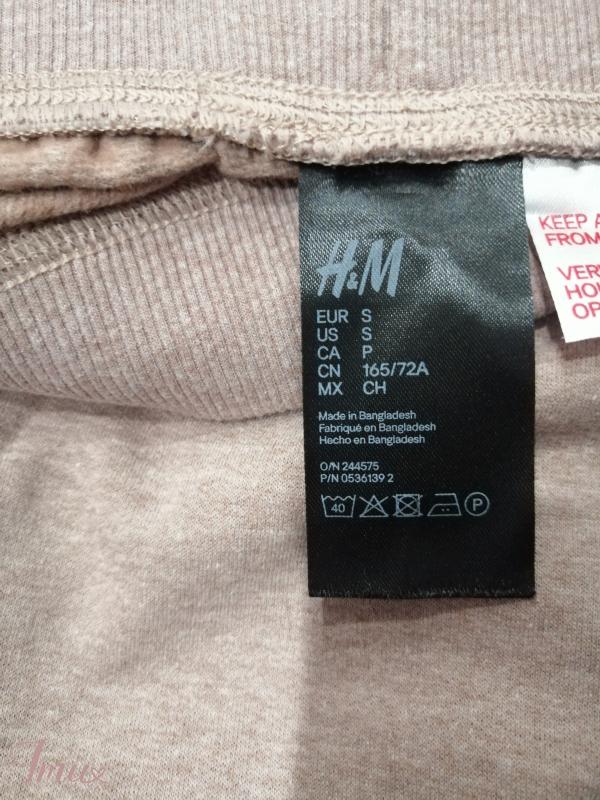 H&M
EUR S
US S
CA P
CN 165/72A
MX CH
Made in Bangladesh
Fabriqué en Bangladesh
Hecho en Bangladesh
O/N 244575
P/N 0536139 2
40
P
KEEP A
FROM
VER
HO
OP